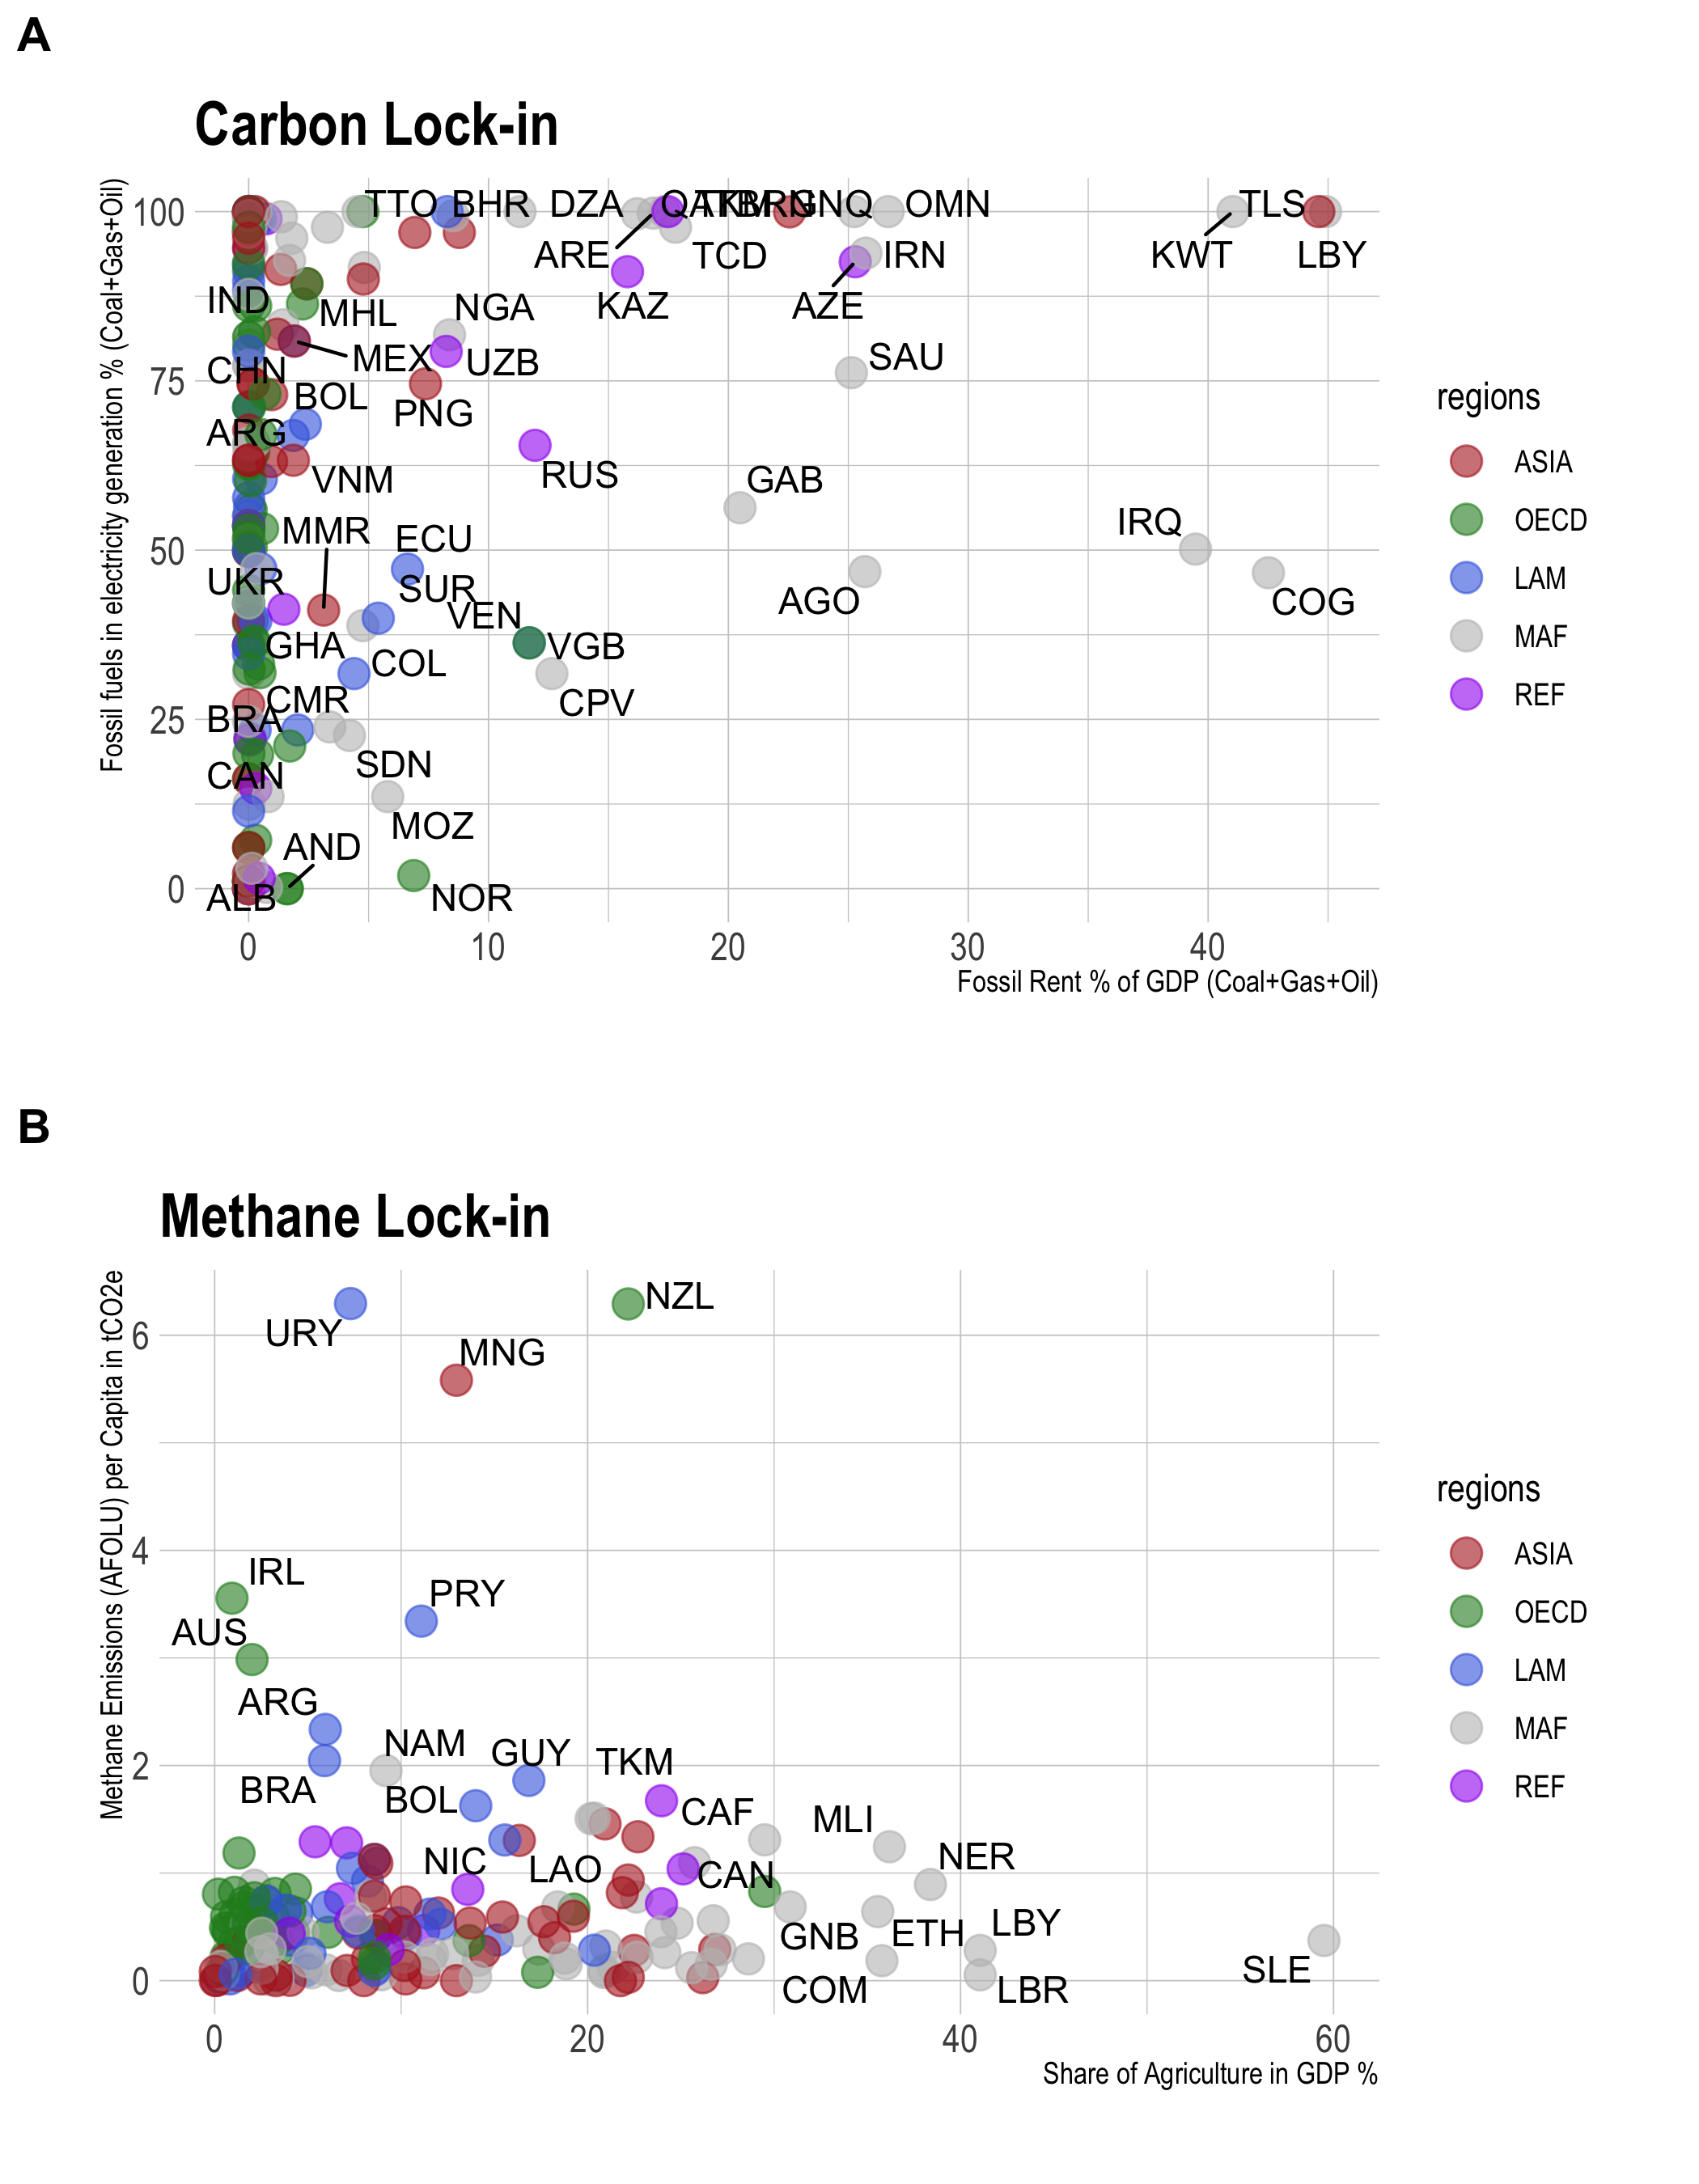 A
Carbon Lock-in
Fossil fuels in electricity generation % (Coal+Gas+Oil)
100
75
50
25
0
TTO BHR DZA QAT TKM BRN GNQ OMN TLS
ARE TCD IRN KWT LBY
IND MHL NGA KAZ AZE
MEX UZB SAU
CHN BOL PNG
ARG VNM RUS GAB
MMR ECU IRQ
UKR SUR VEN AGO COG
GHA COL VGB
CMR CPV
BRA
CAN SDN
AND MOZ
ALB NOR
0 10 20 30 40
Fossil Rent % of GDP (Coal+Gas+Oil)
regions
ASIA
OECD
LAM
MAF
REF
B
Methane Lock-in
Methane Emissions (AFOLU) per Capita in tCO2e
6
4
2
0
URY NZL
MNG
IRL PRY
AUS
ARG NAM GUY TKM
BRA BOL CAF MLI
NIC LAO CAN NER
GNB ETH LBY
COM LBR SLE
0 20 40 60
Share of Agriculture in GDP %
regions
ASIA
OECD
LAM
MAF
REF